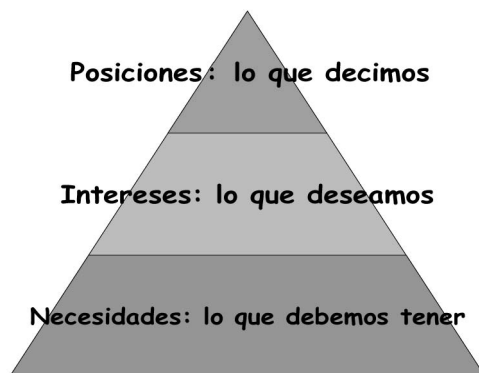 Posiciones: lo que decimos
Intereses: lo que deseamos
Necesidades: lo que debemos tener